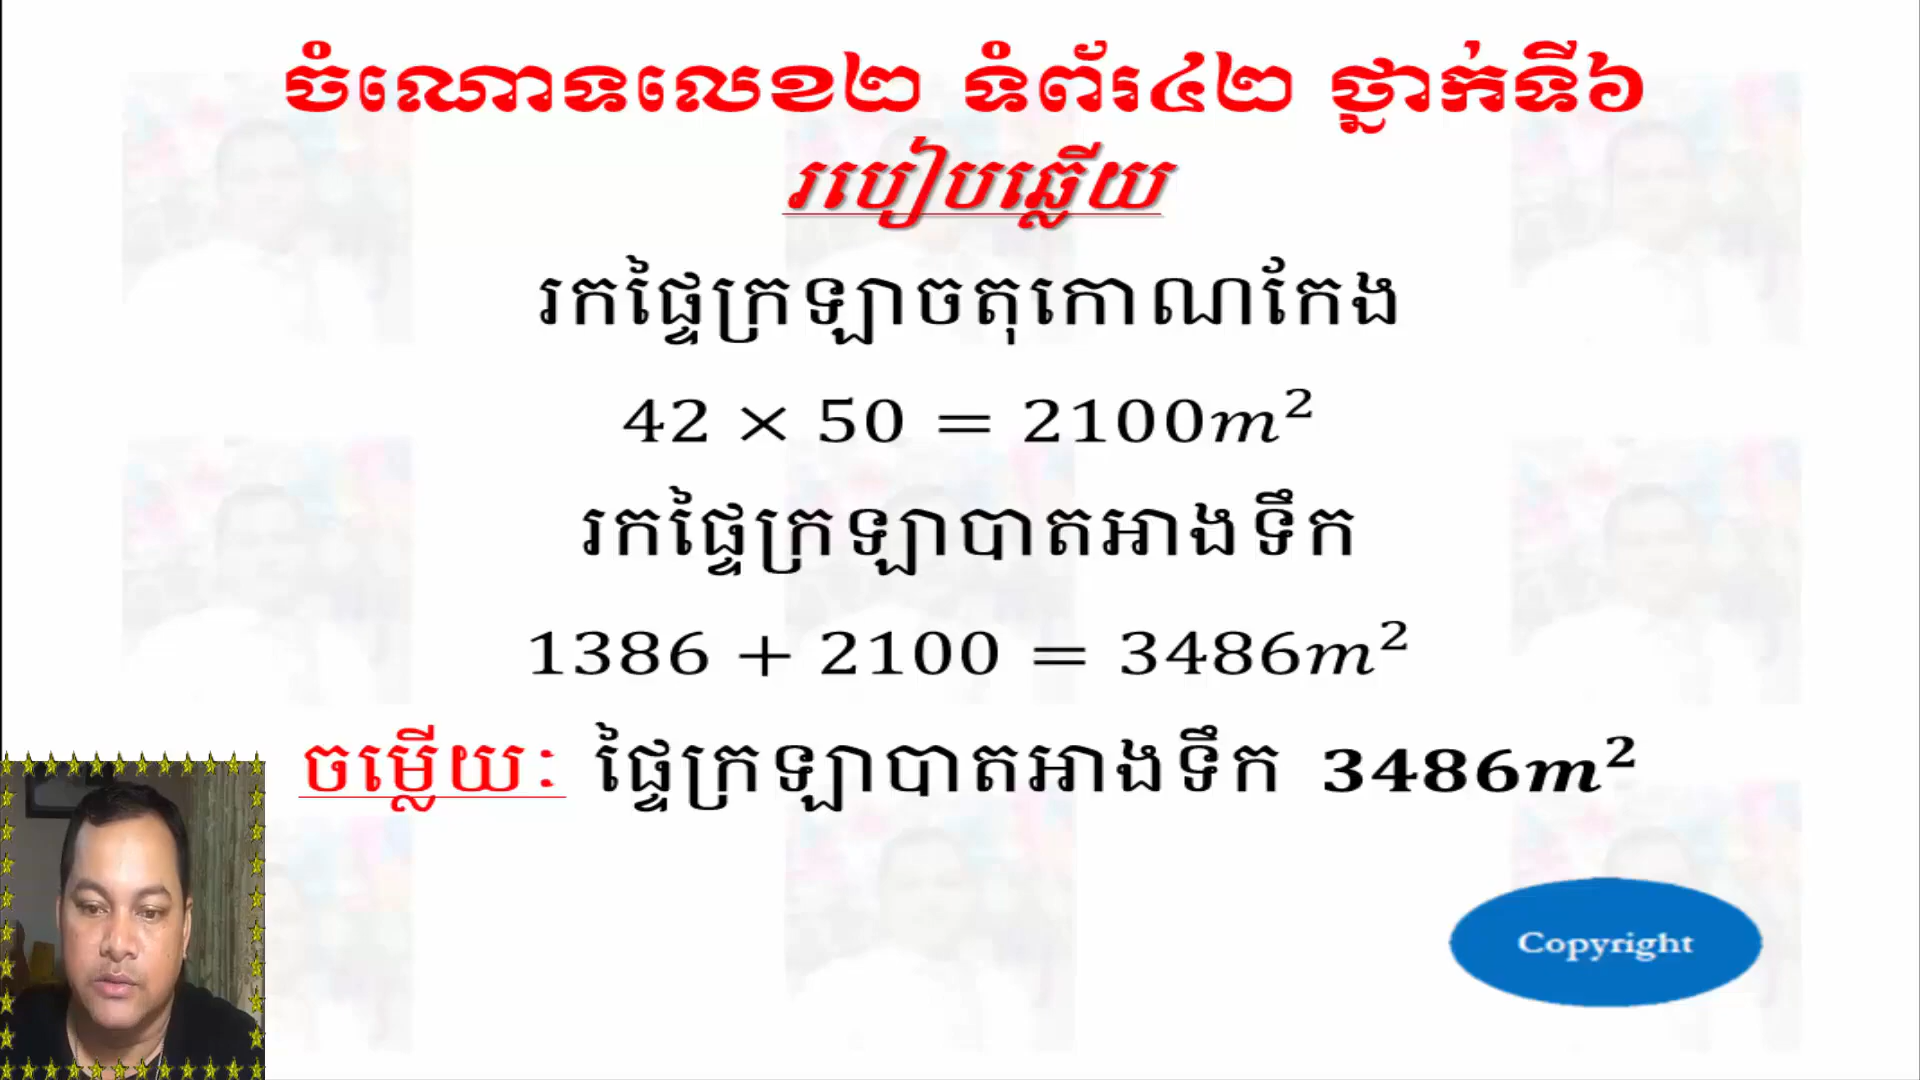 ចំណោទលេខ២ ទំព័រ៤២ ថ្នាក់ទី៦
របៀបឆ្លើយ
រកផ្ទៃក្រឡាចតុកោណកែង
42 × 50 = 2100m²
រកផ្ទៃក្រឡាបាតអាងទឹក
1386 + 2100 = 3486m²
ចម្លើយ: ផ្ទៃក្រឡាបាតអាងទឹក 3486m²
Copyright